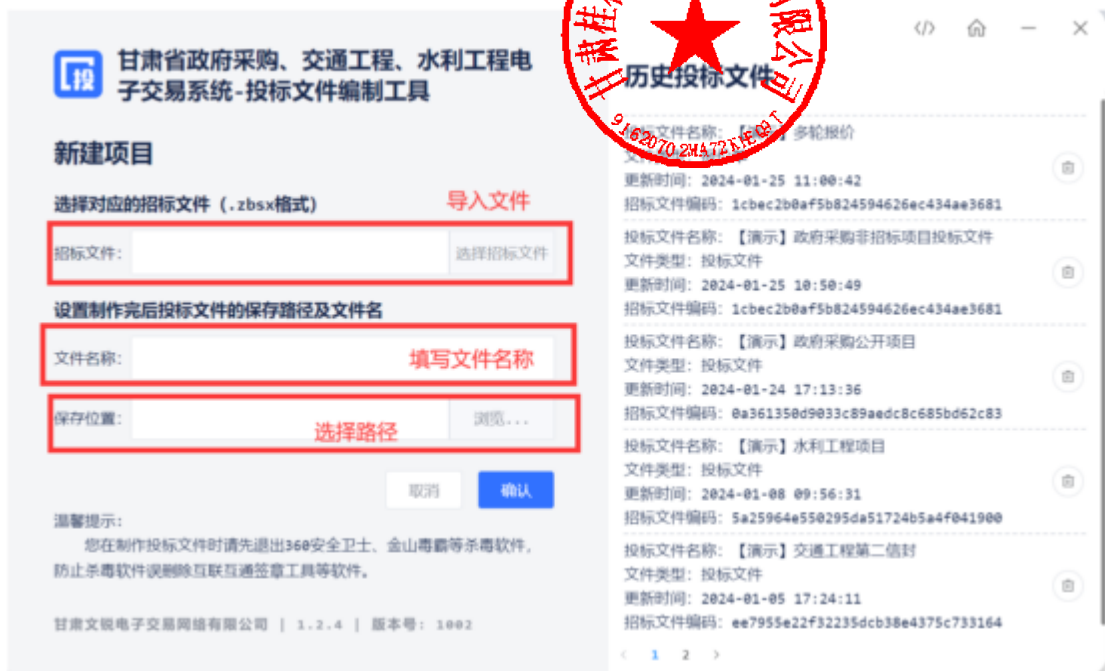 甘肃省政府采购、交通工程、水利工程电
子交易系统-投标文件编制工具
新建项目
选择对应的招标文件（.zbsx格式）
导入文件
招标文件：
选择招标文件
设置制作完后投标文件的保存路径及文件名
文件名称：
填写文件名称
保存位置：
浏览...
选择路径
取消
确认
温馨提示：
您在制作投标文件时请先退出360安全卫士、金山毒霸等杀毒软件，
防止杀毒软件误删除互联互通签章工具等软件。
甘肃文锐电子交易网络有限公司 | 1.2.4 | 版本号: 1002
甘肃桂
限公司
历史投标文件
投标文件名称： 【演示】多轮报价
更新时间: 2024-01-25 11:00:42
招标文件编码: 1cbec2b0af5b824594626ec434ae3681
投标文件名称： 【演示】政府采购非招标项目投标文件
文件类型: 投标文件
更新时间: 2024-01-25 10:50:49
招标文件编码: 1cbec2b0af5b824594626ec434ae3681
投标文件名称： 【演示】政府采购公开项目
文件类型: 投标文件
更新时间: 2024-01-24 17:13:36
招标文件编码: 0a361350d9033c89aedc8c685bd62c83
投标文件名称： 【演示】水利工程项目
文件类型: 投标文件
更新时间: 2024-01-08 09:56:31
招标文件编码: 5a25964e550295da51724b5a4f041900
投标文件名称： 【演示】交通工程第二信封
文件类型: 投标文件
更新时间: 2024-01-05 17:24:11
招标文件编码: ee7955e22f32235dcb38e4375c733164
1 2